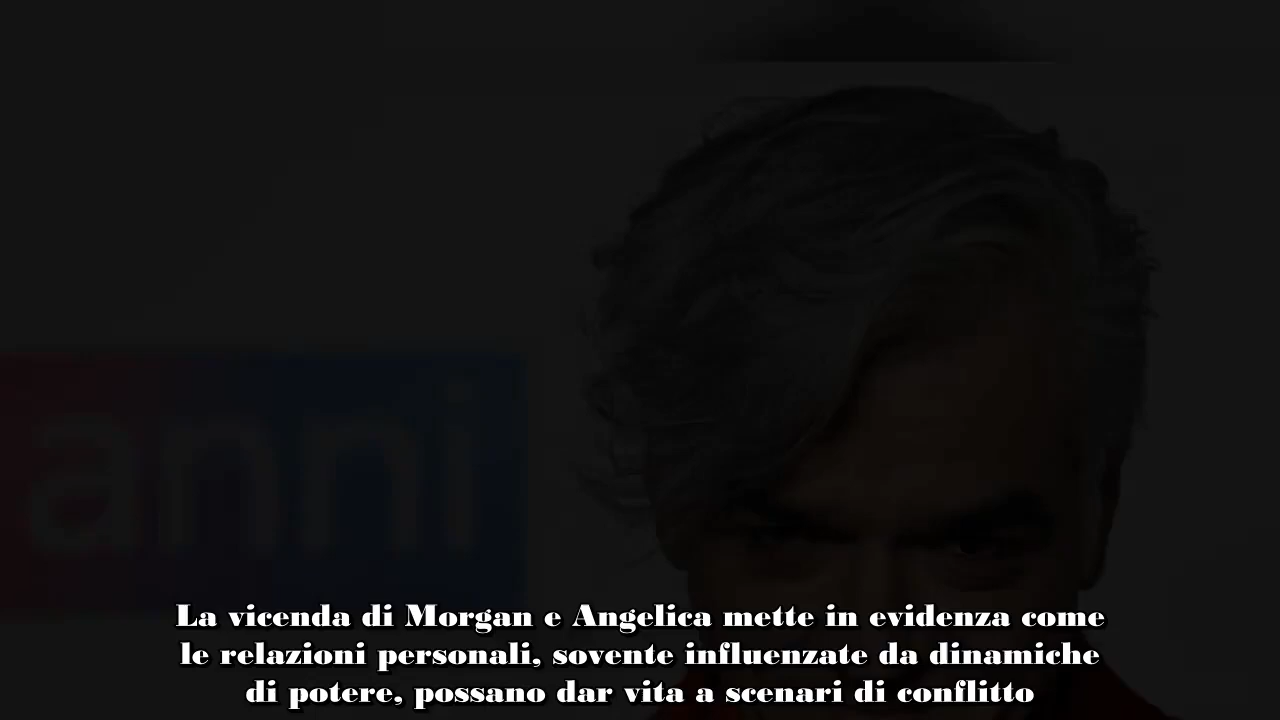 anni
La vicenda di Morgan e Angelica mette in evidenza come
le relazioni personali, sovente influenzate da dinamiche
di potere, possano dar vita a scenari di conflitto